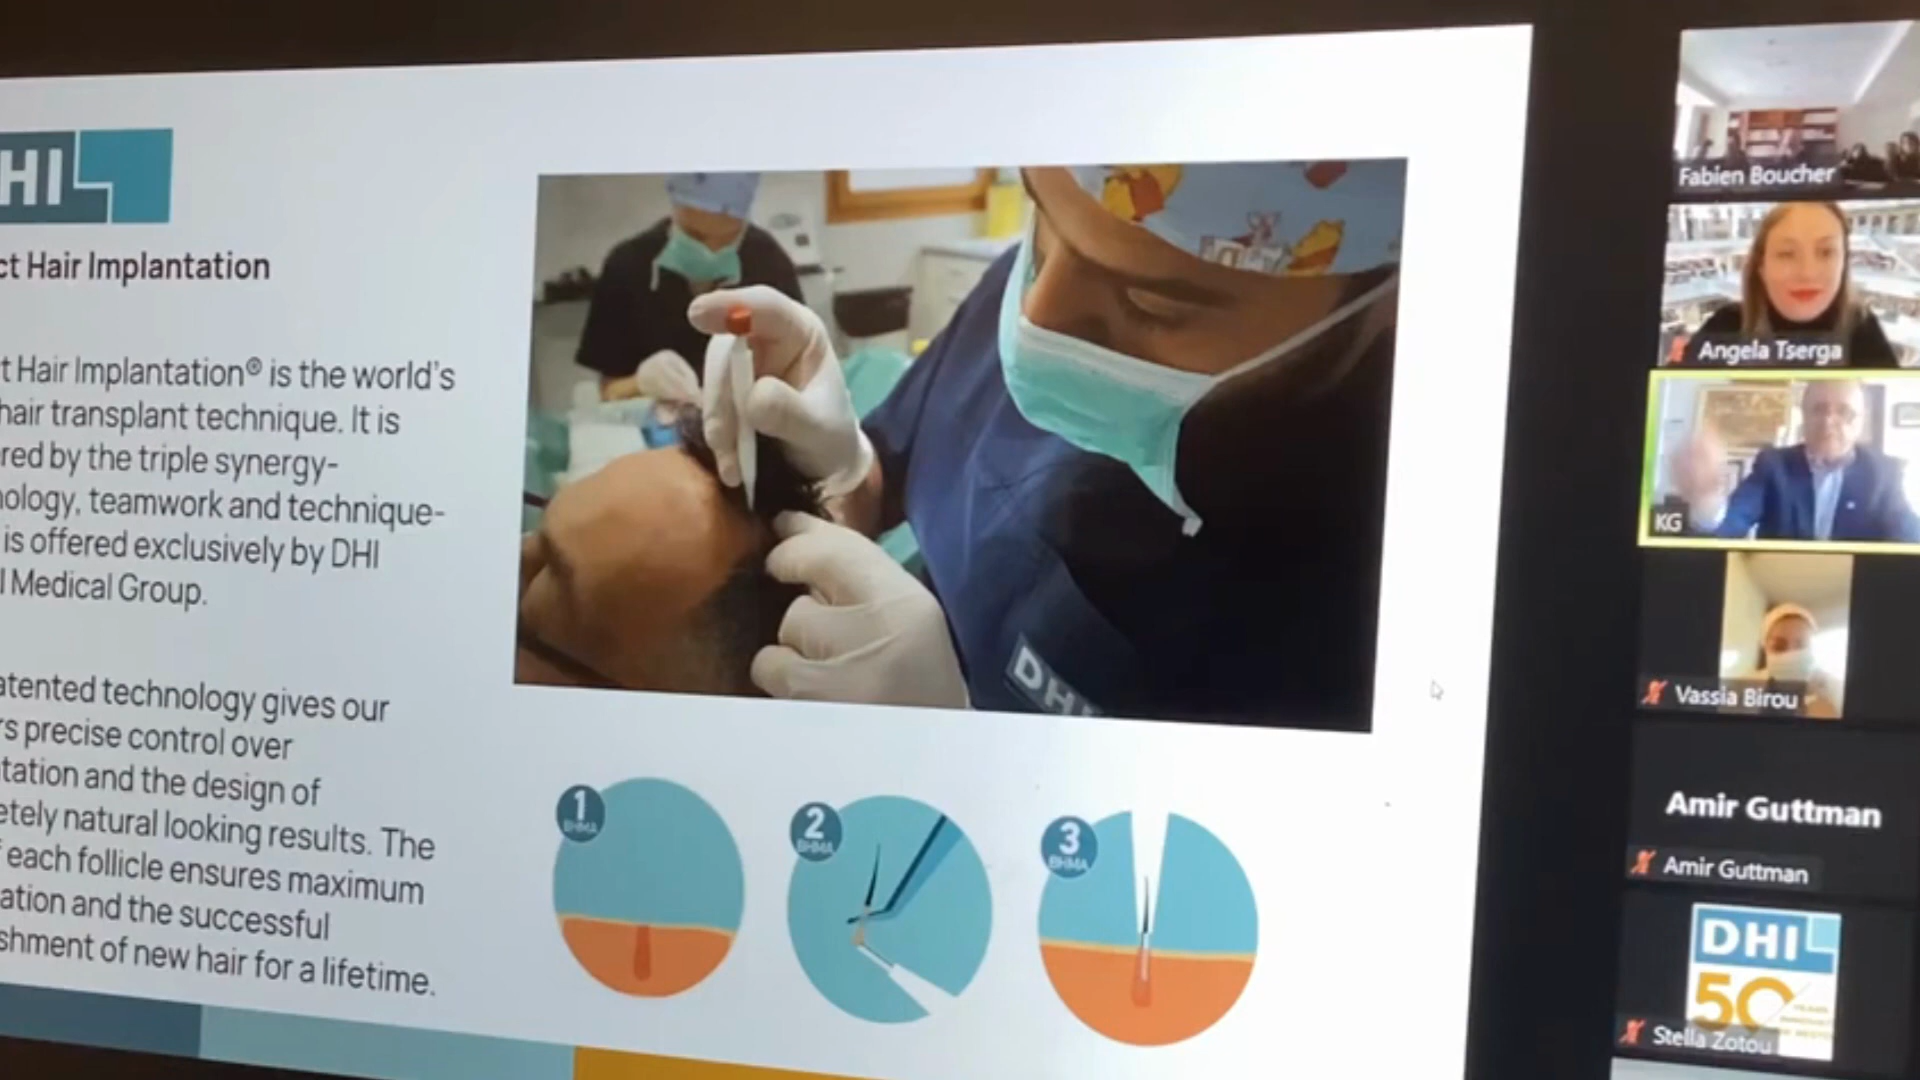 HI
ct Hair Implantation
t Hair Implantation® is the world's
hair transplant technique. It is
red by the triple synergy-
nology, teamwork and technique-
is offered exclusively by DHI
l Medical Group.
atented technology gives our
rs precise control over
tation and the design of
etely natural looking results. The
f each follicle ensures maximum
ation and the successful
shment of new hair for a lifetime.
DHI
1
BHMA
2
BHMA
3
BHMA
Fabien Boucher
Angela Tserga
KG
Vassia Birou
Amir Guttman
Amir Guttman
DHI
50
Stella Zotou